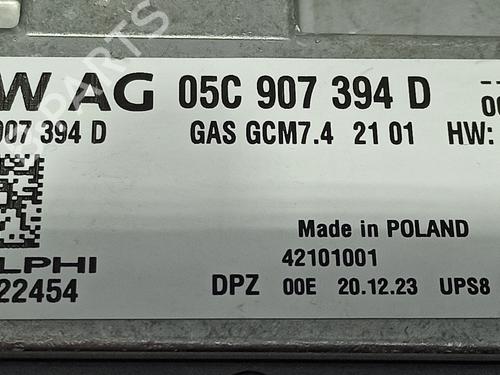 W AG 05C 907 394 D
907 394 D GAS GCM7.4 21 01 HW:
Made in POLAND
LPHI 42101001
22454 DPZ 00E 20.12.23 UPS8
PARTS